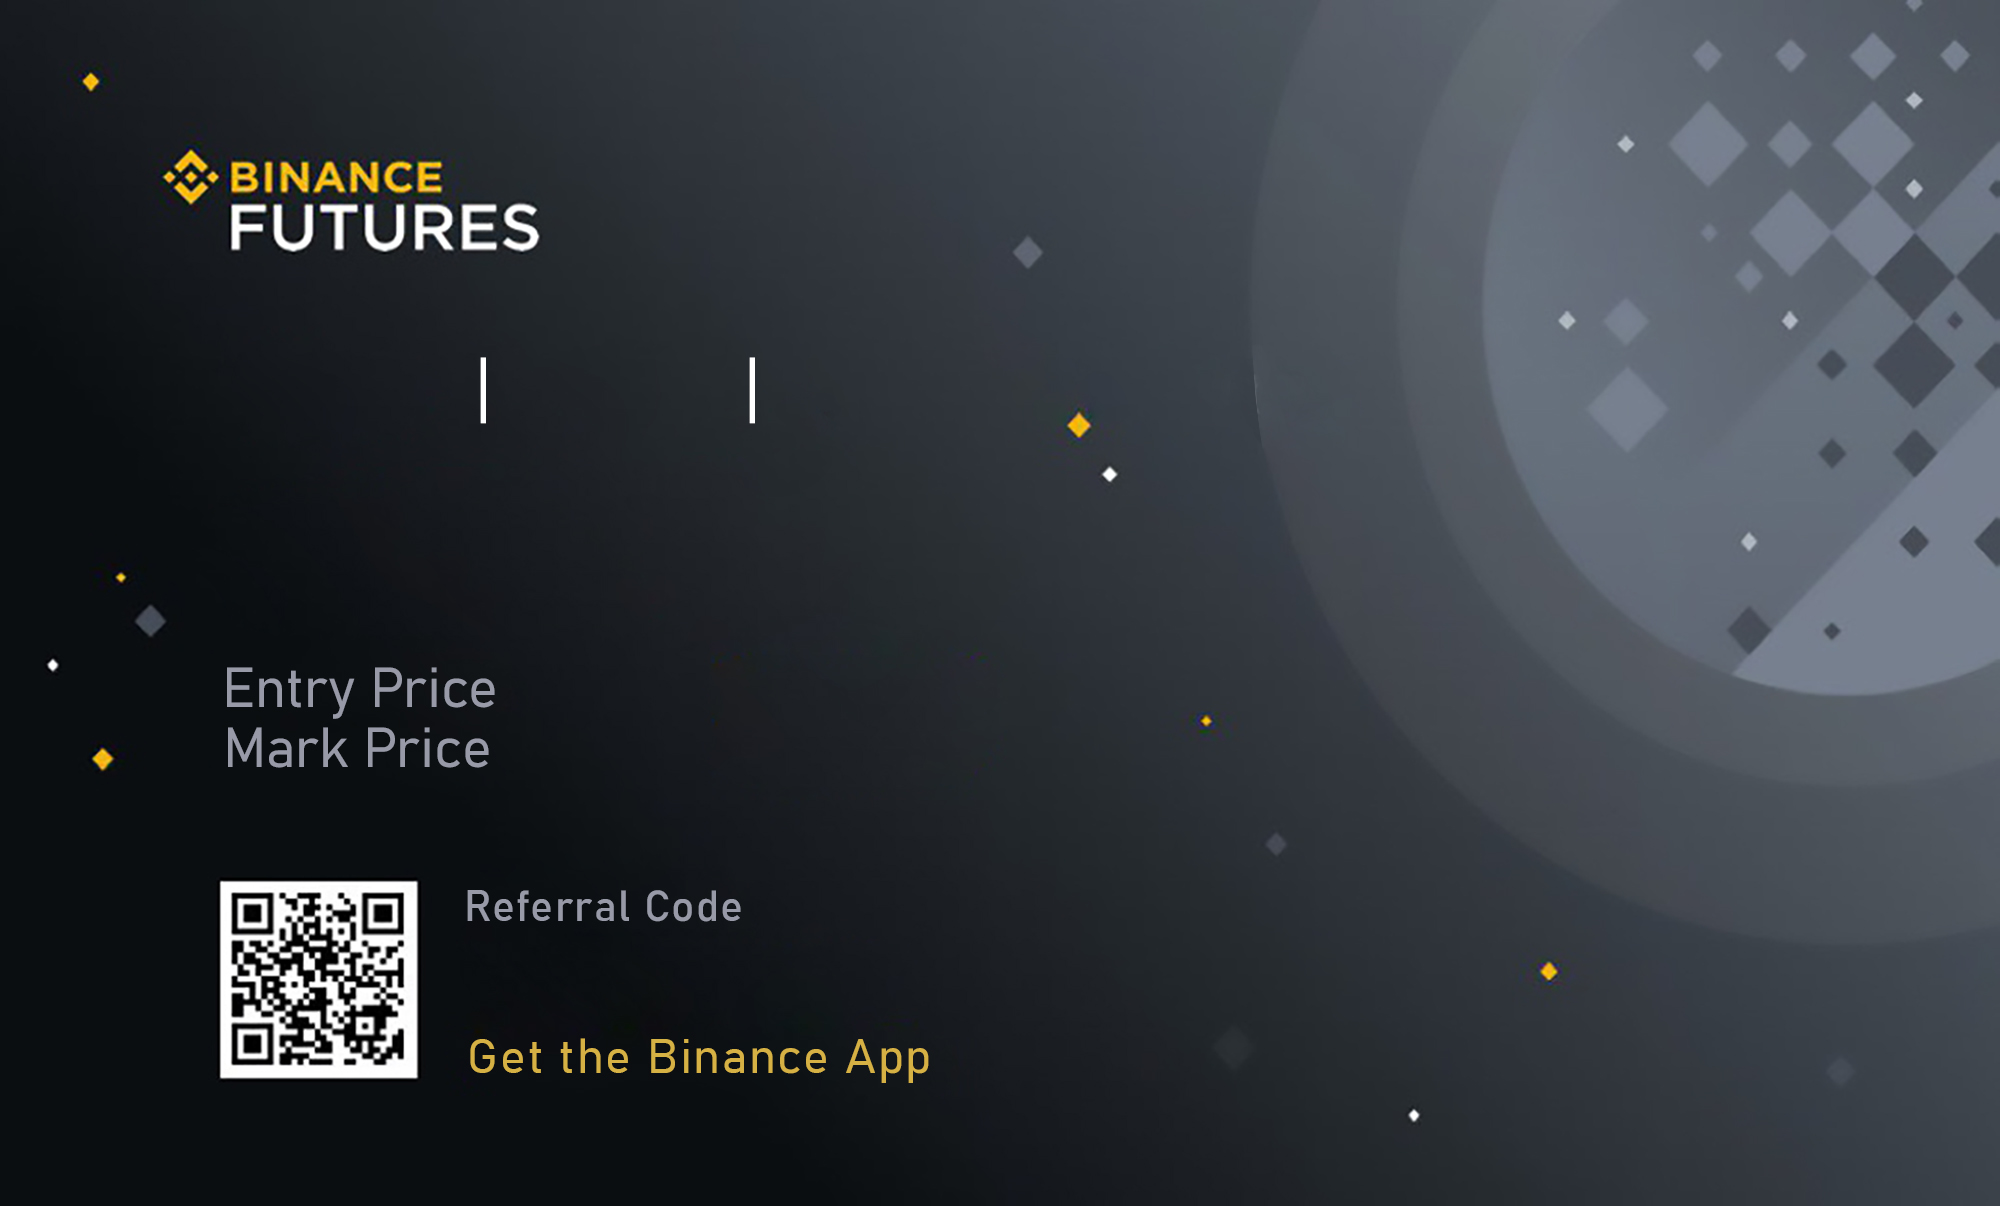 BINANCE
FUTURES
Entry Price
Mark Price
Referral Code
Get the Binance App